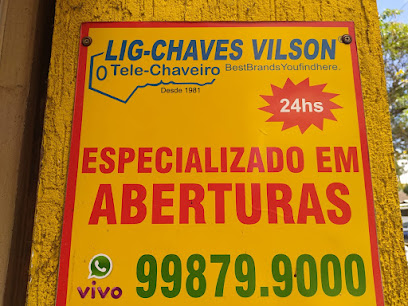 LIG-CHAVES VILSON
O Tele-Chaveiro BestBrandsYoufindhere.
Desde 1981
24hs
ESPECIALIZADO EM
ABERTURAS
vivo 99879.9000